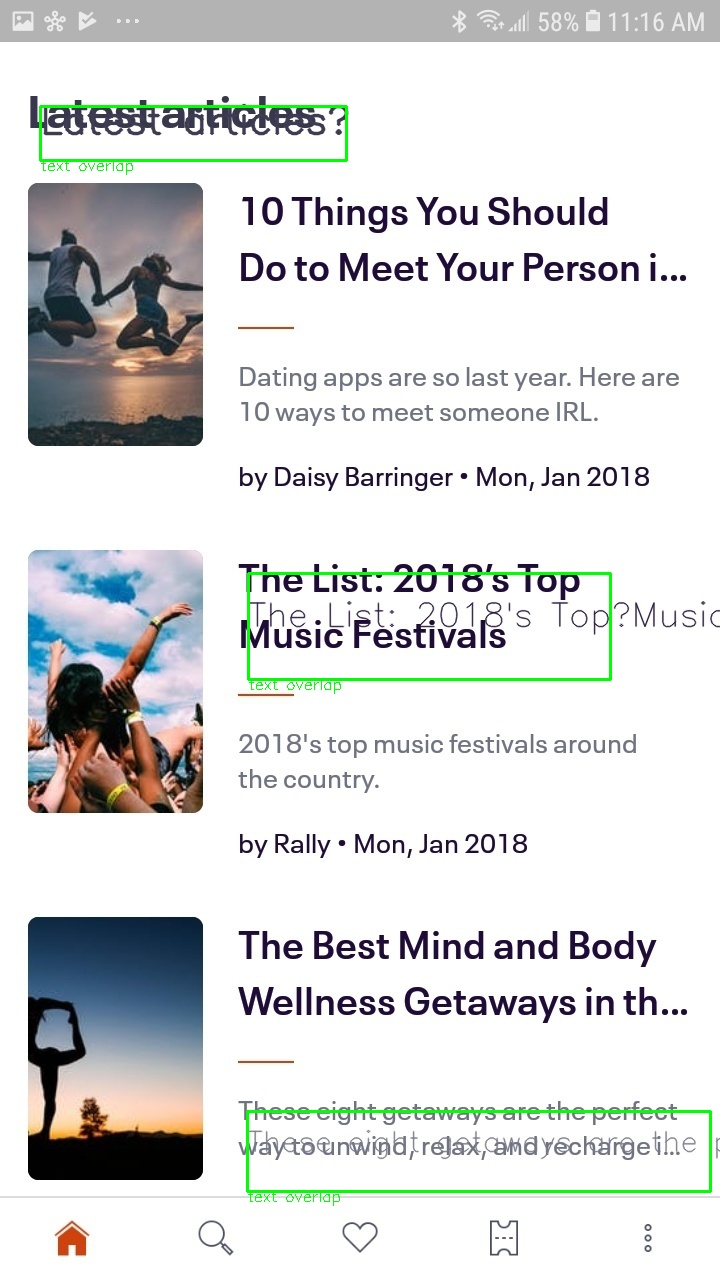 58% 11:16 AM
Latest articles
Latest articles?
text overlap
10 Things You Should
Do to Meet Your Person i...
Dating apps are so last year. Here are
10 ways to meet someone IRL.
by Daisy Barringer • Mon, Jan 2018
The List: 2018’s Top
The List: 2018's Top?Music
Music Festivals
text overlap
2018's top music festivals around
the country.
by Rally • Mon, Jan 2018
The Best Mind and Body
Wellness Getaways in th...
These eight getaways are the perfect
These eight getaways are the p
way to unwind, relax, and recharge i...
text overlap